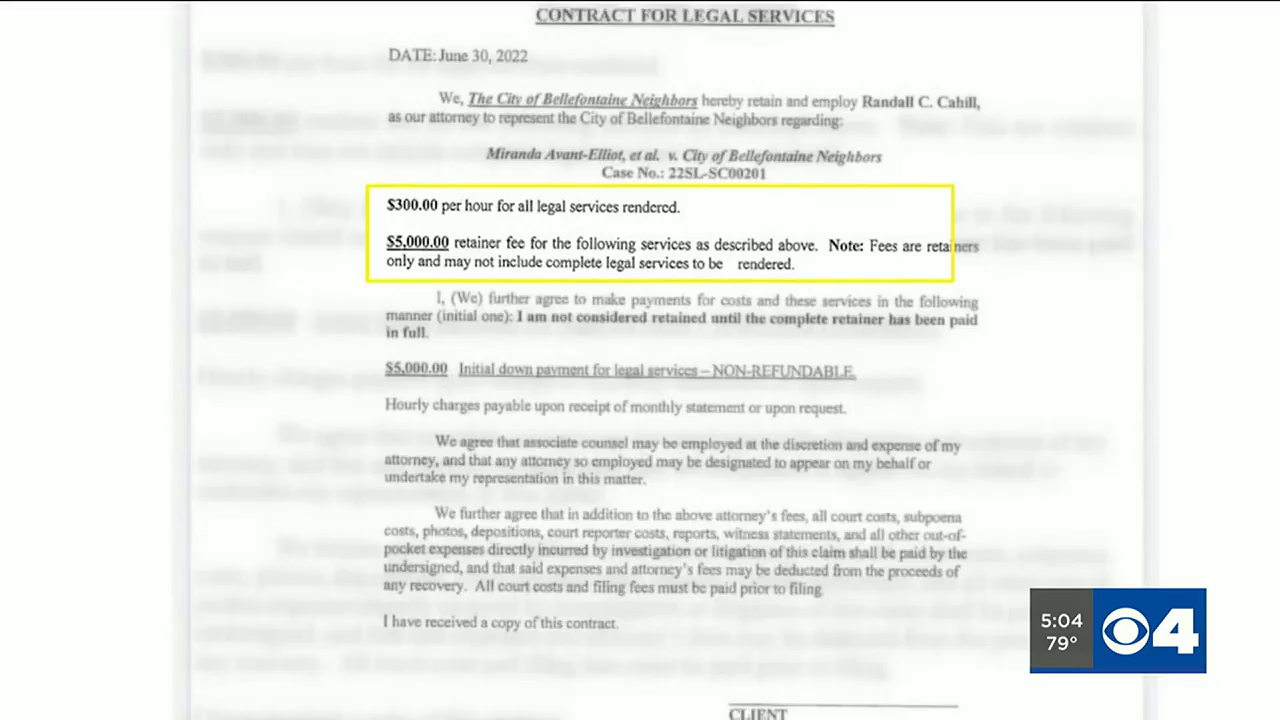 CONTRACT FOR LEGAL SERVICES
DATE: June 30, 2022
We, The City of Bellefontaine Neighbors hereby retain and employ Randall C. Cahill,
as our attorney to represent the City of Bellefontaine Neighbors regarding:
Miranda Avant-Elliot, et al. v. City of Bellefontaine Neighbors
Case No.: 22SL-SC00201
$300.00 per hour for all legal services rendered.
$5,000.00 retainer fee for the following services as described above. Note: Fees are retainers
only and may not include complete legal services to be rendered.
I, (We) further agree to make payments for costs and these services in the following
manner (initial one): I am not considered retained until the complete retainer has been paid
in full.
$5,000.00 Initial down payment for legal services – NON-REFUNDABLE.
Hourly charges payable upon receipt of monthly statement or upon request.
We agree that associate counsel may be employed at the discretion and expense of my
attorney, and that any attorney so employed may be designated to appear on my behalf or
undertake my representation in this matter.
We further agree that in addition to the above attorney's fees, all court costs, subpoena
costs, photos, depositions, court reporter costs, reports, witness statements, and all other out-of-
pocket expenses directly incurred by investigation or litigation of this claim shall be paid by the
undersigned, and that said expenses and attorney's fees may be deducted from the proceeds of
any recovery. All court costs and filing fees must be paid prior to filing.
I have received a copy of this contract.
CLIENT
5:04
79°
4